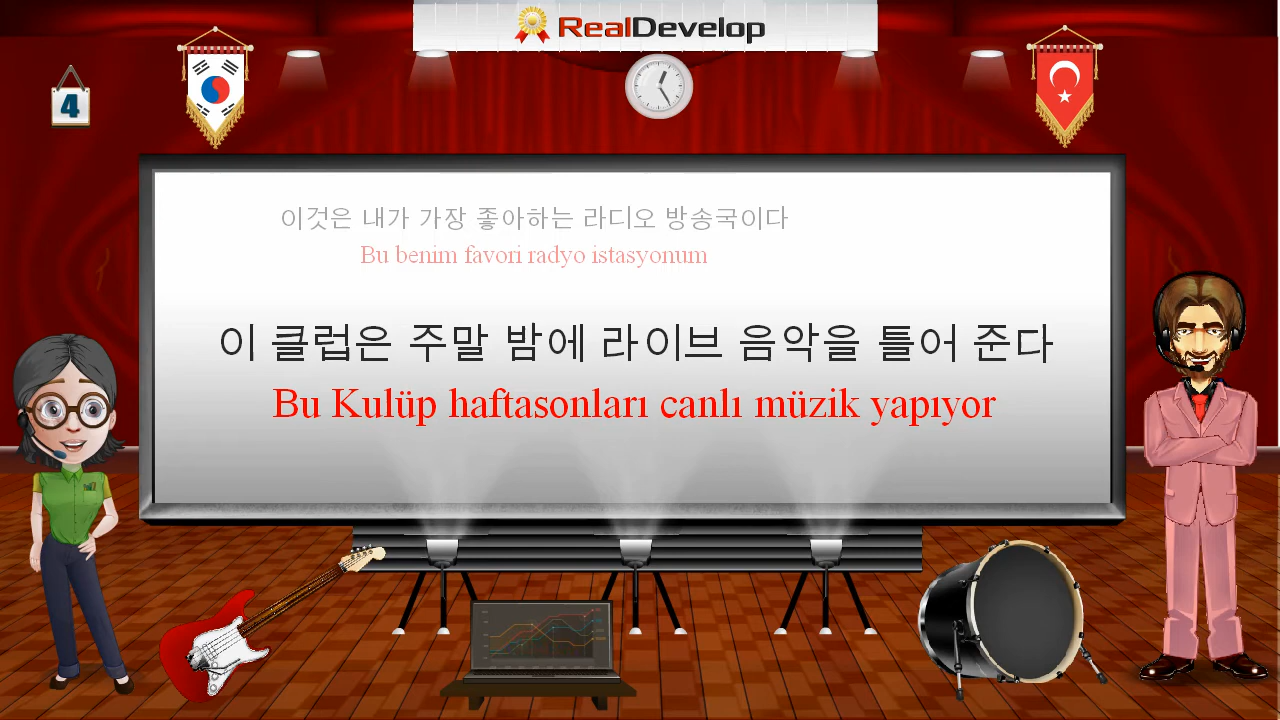 RealDevelop
4
이것은 내가 가장 좋아하는 라디오 방송국이다
Bu benim favori radyo istasyonum
이 클럽은 주말 밤에 라이브 음악을 틀어 준다
Bu Kulüp haftasonları canlı müzik yapıyor